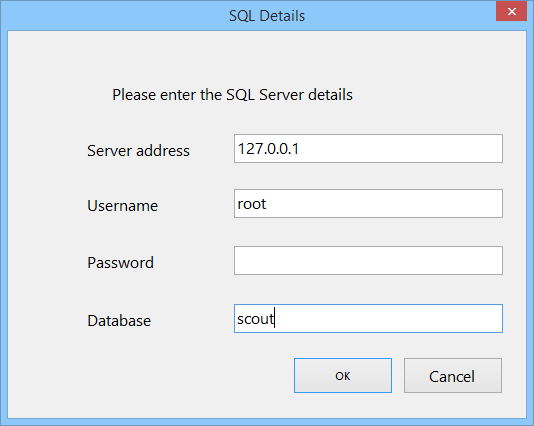 SQL Details
Please enter the SQL Server details
Server address 127.0.0.1
Username root
Password
Database scout
OK Cancel